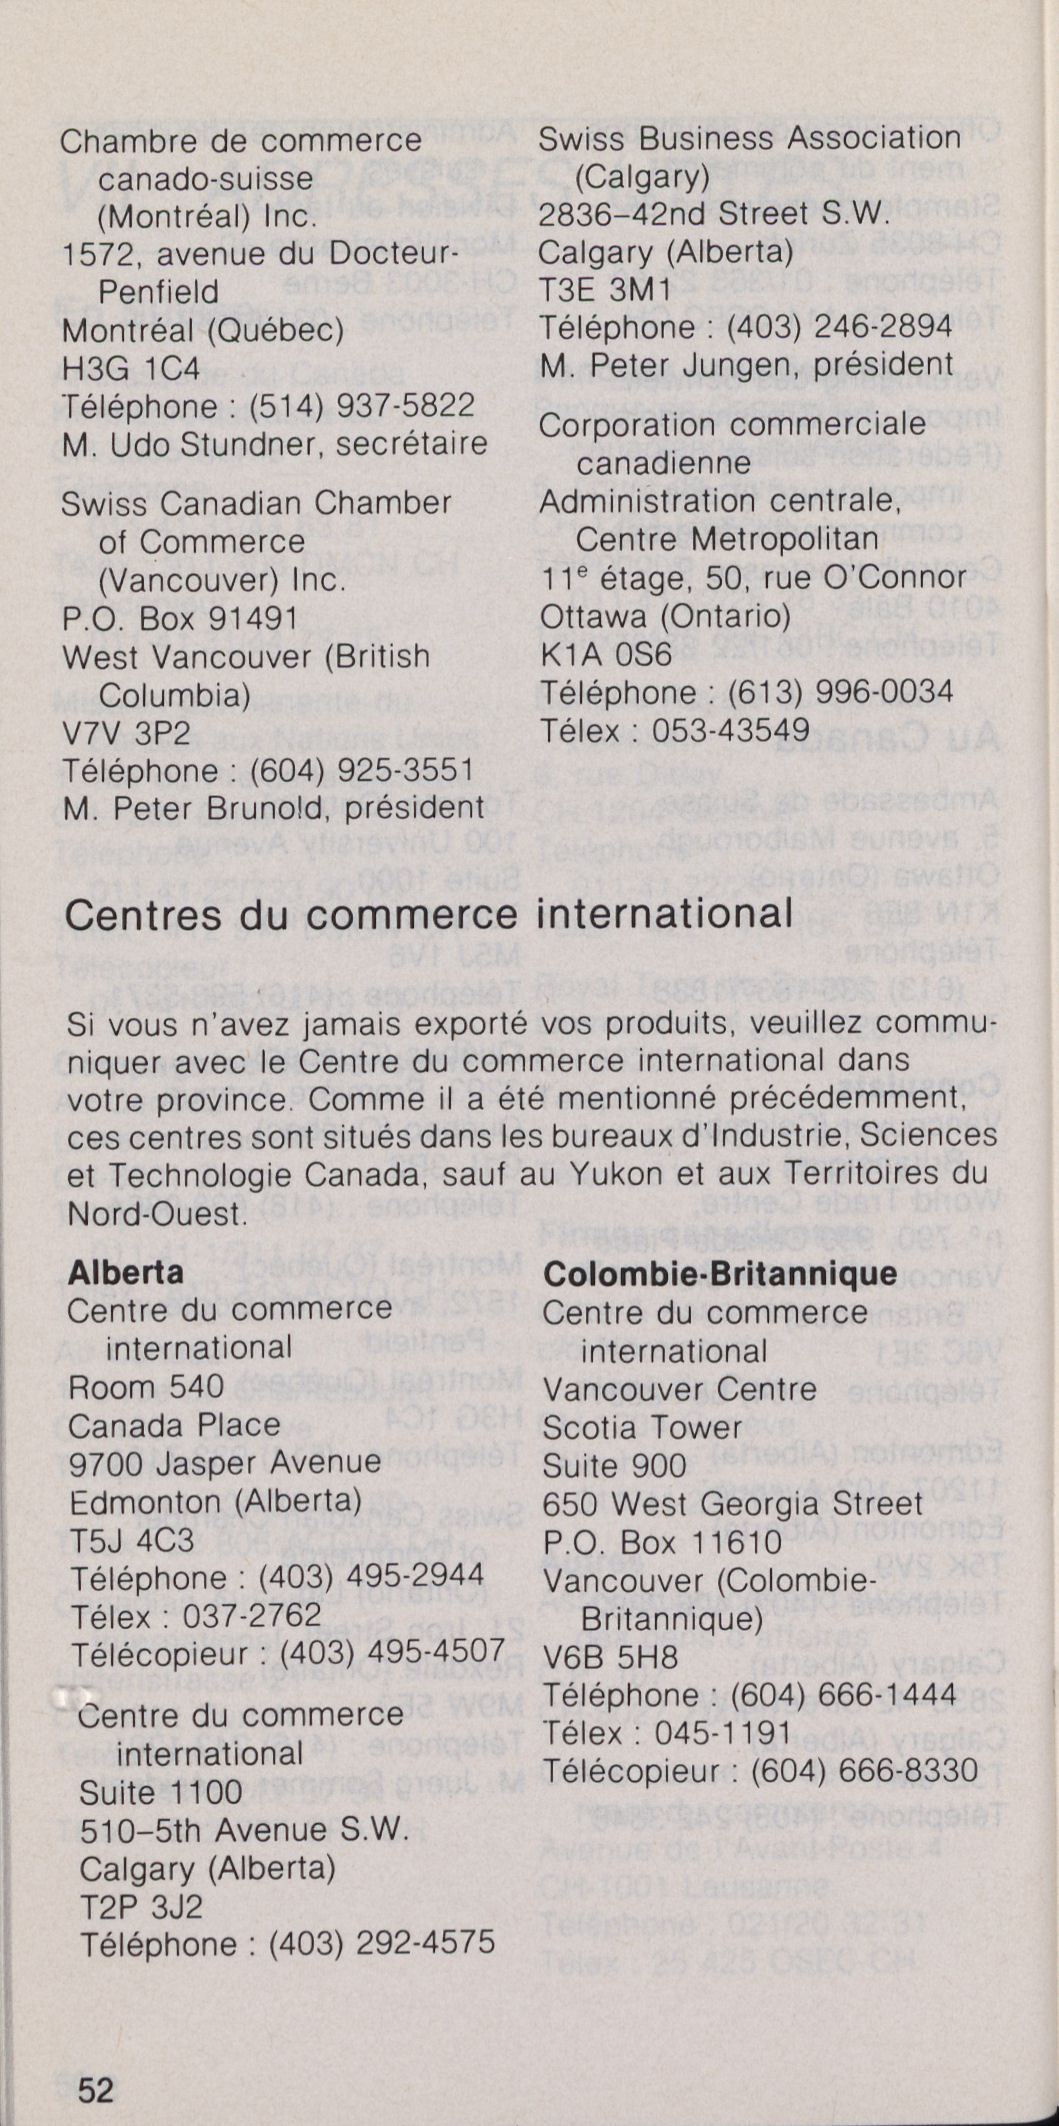 Chambre de commerce
canado-suisse
(Montréal) Inc.
1572, avenue du Docteur-
Penfield
Montréal (Québec)
H3G 1C4
Téléphone : (514) 937-5822
M. Udo Stundner, secrétaire
Swiss Canadian Chamber
of Commerce
(Vancouver) Inc.
P.O. Box 91491
West Vancouver (British
Columbia)
V7V 3P2
Téléphone : (604) 925-3551
M. Peter Brunold, président
Swiss Business Association
(Calgary)
2836–42nd Street S.W.
Calgary (Alberta)
T3E 3M1
Téléphone : (403) 246-2894
M. Peter Jungen, président
Corporation commerciale
canadienne
Administration centrale,
Centre Metropolitan
11e étage, 50, rue O'Connor
Ottawa (Ontario)
K1A 0S6
Téléphone : (613) 996-0034
Télex : 053-43549
Centres du commerce international
Si vous n'avez jamais exporté vos produits, veuillez commu-
niquer avec le Centre du commerce international dans
votre province. Comme il a été mentionné précédemment,
ces centres sont situés dans les bureaux d'Industrie, Sciences
et Technologie Canada, sauf au Yukon et aux Territoires du
Nord-Ouest.
Alberta
Centre du commerce
international
Room 540
Canada Place
9700 Jasper Avenue
Edmonton (Alberta)
T5J 4C3
Téléphone : (403) 495-2944
Télex : 037-2762
Télécopieur : (403) 495-4507
Centre du commerce
international
Suite 1100
510–5th Avenue S.W.
Calgary (Alberta)
T2P 3J2
Téléphone : (403) 292-4575
Colombie-Britannique
Centre du commerce
international
Vancouver Centre
Scotia Tower
Suite 900
650 West Georgia Street
P.O. Box 11610
Vancouver (Colombie-
Britannique)
V6B 5H8
Téléphone : (604) 666-1444
Télex : 045-1191
Télécopieur : (604) 666-8330
52